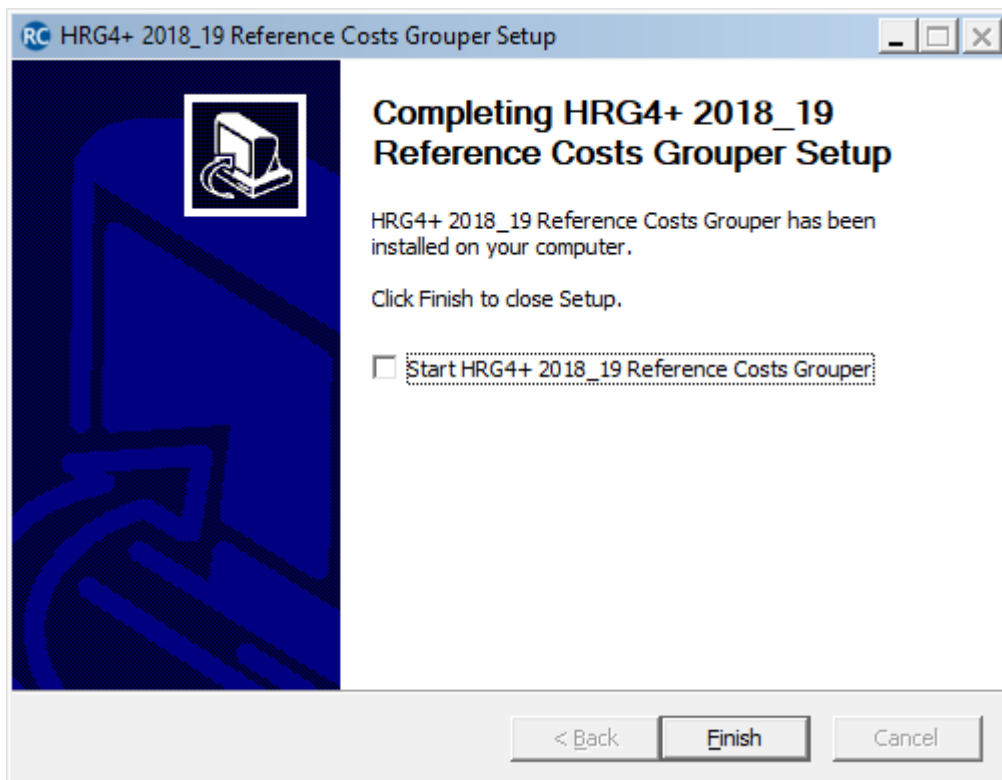 RC HRG4+ 2018_19 Reference Costs Grouper Setup
Completing HRG4+ 2018_19
Reference Costs Grouper Setup
HRG4+ 2018_19 Reference Costs Grouper has been
installed on your computer.
Click Finish to close Setup.
Start HRG4+ 2018_19 Reference Costs Grouper
< Back Finish Cancel